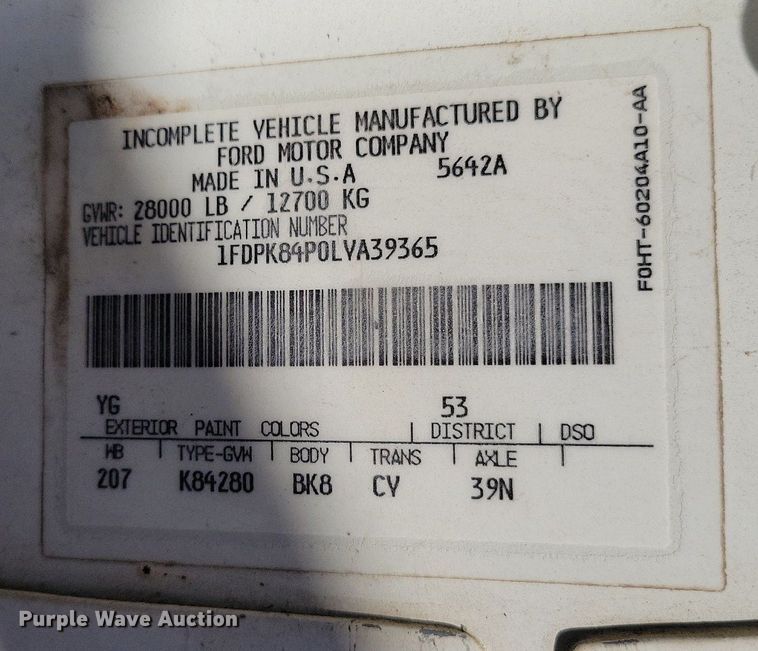 INCOMPLETE VEHICLE MANUFACTURED BY
FORD MOTOR COMPANY
MADE IN U.S.A 5642A
GVWR: 28000 LB / 12700 KG
VEHICLE IDENTIFICATION NUMBER
1FDPK84P0LVA39365
F0HT-60204A10-AA
YG 53
EXTERIOR PAINT COLORS DISTRICT DSO
WB TYPE-GVW BODY TRANS AXLE
207 K84280 BK8 CY 39N
Purple Wave Auction